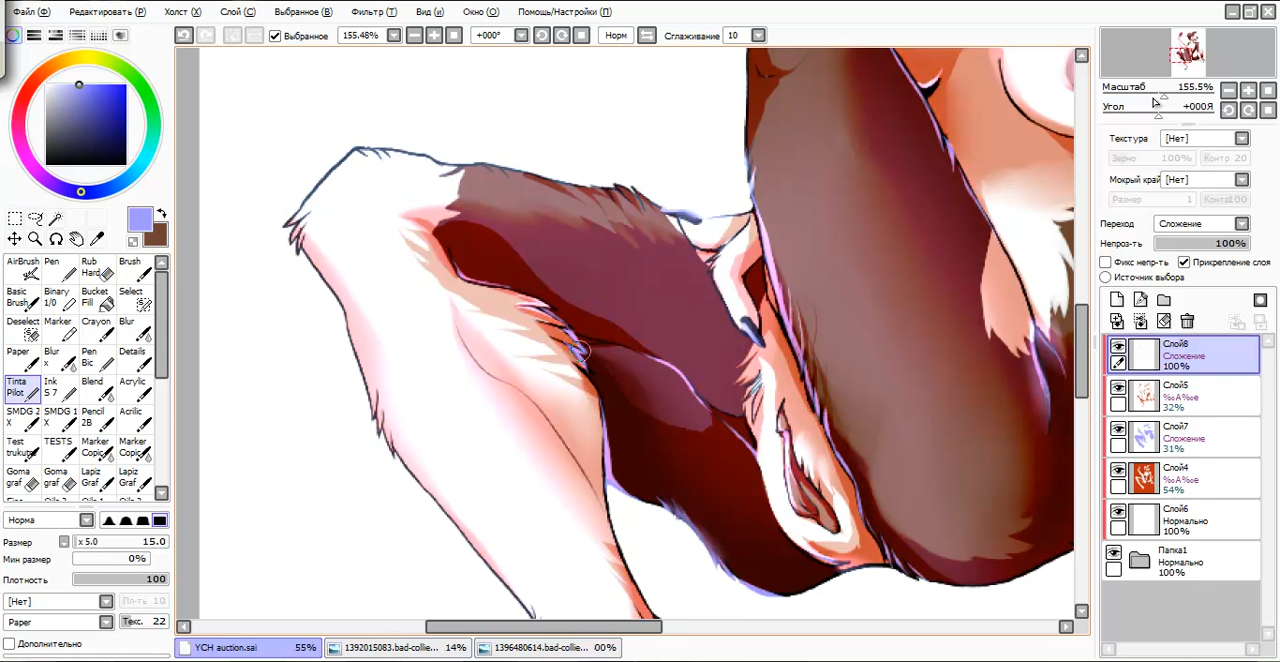 Файл (Ф) Редактировать (Р) Холст (Х) Слой (С) Выбранное (В) Фильтр (Т) Вид (и) Окно (О) Помощь/Настройки (П)
Выбранное 155.48% +000° Норм Сглаживание 10
Масштаб 155.5%
Угол +000Я
Текстура [Нет]
Зерно 100% Контр 20
Мокрый край [Нет]
Размер 1 Контр100
Переход Сложение
Непроз-ть 100%
Фикс непр-ть Прикрепление слоя
Источник выбора
AirBrush Pen Rub Hard Brush
Basic Brush Binary 1/0 Bucket Fill Select
Deselect Marker Crayon Blur
Paper Blur x Pen Bic Details
Tinta Pilot Ink S 7 Blend Acrylic
SMDG 2 X SMDG 1 X Pencil 2B Acrilic
Test trukut TESTS Marker Copic Marker Copic
Goma graf Goma graf Lapiz Graf Lapiz Graf
Норма
Размер x 5.0 15.0
Мин размер 0%
Плотность 100
[Нет] Пл-ть 10
Paper Текс. 22
Дополнительно
Слой8
Сложение
100%
Слой5
‰А‰е
32%
Слой7
Сложение
31%
Слой4
‰А‰е
54%
Слой6
Нормально
100%
Папка1
Нормально
100%
YCH auction.sai 55% 1392015083.bad-collie... 14% 1396480614.bad-collie... 00%